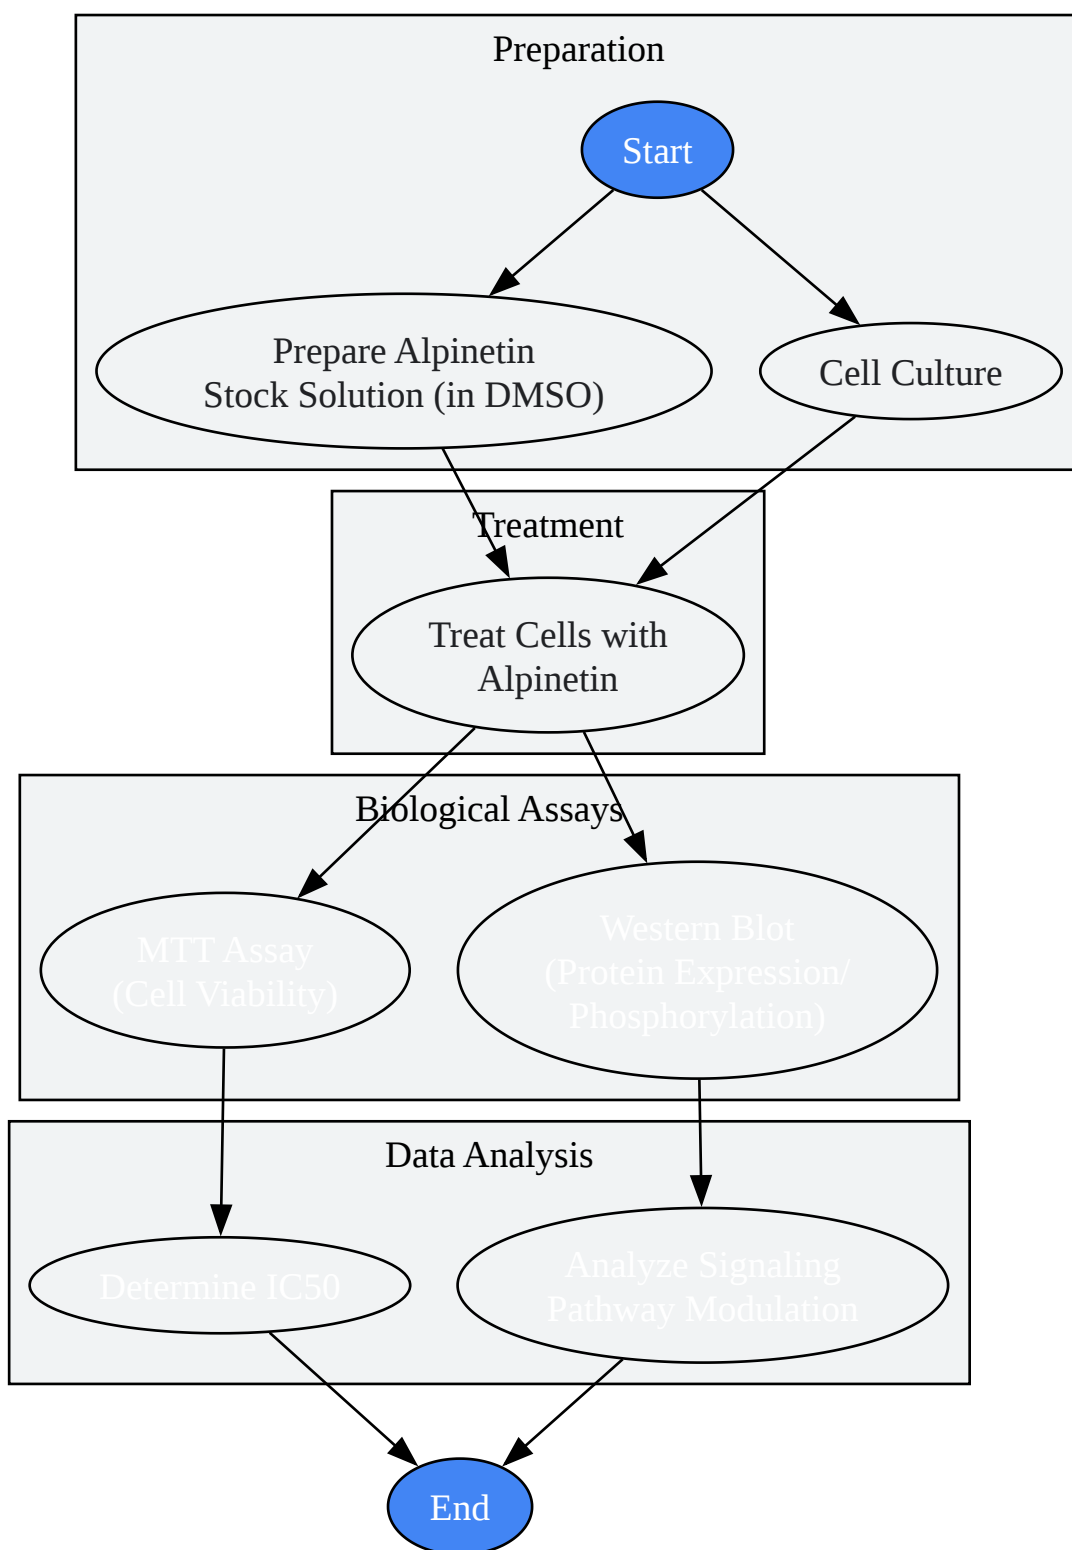 Preparation
Start
Prepare Alpinetin
Stock Solution (in DMSO)
Cell Culture
Treatment
Treat Cells with
Alpinetin
Biological Assays
MTT Assay
(Cell Viability)
Western Blot
(Protein Expression/
Phosphorylation)
Data Analysis
Determine IC50
Analyze Signaling
Pathway Modulation
End